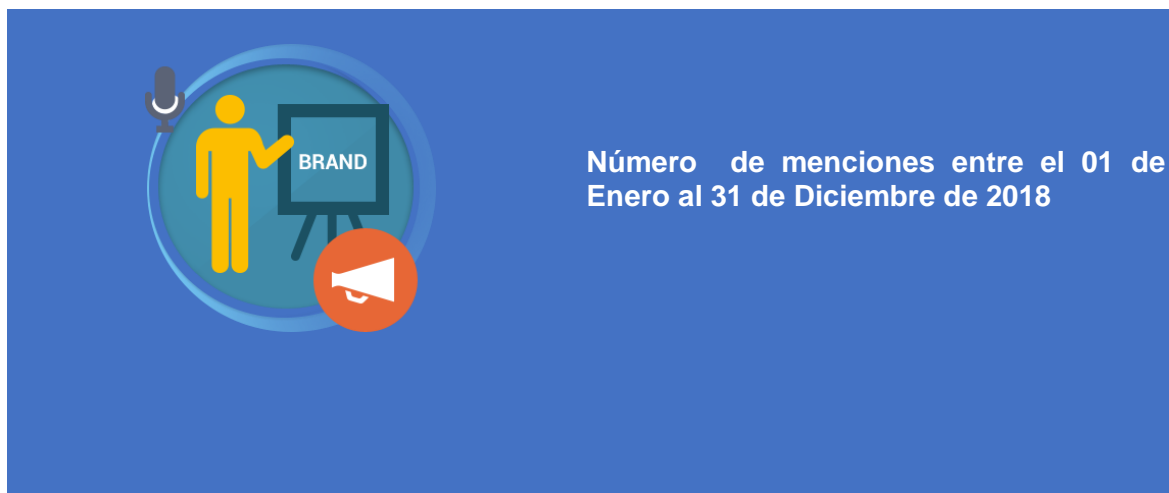 BRAND
Número de menciones entre el 01 de
Enero al 31 de Diciembre de 2018